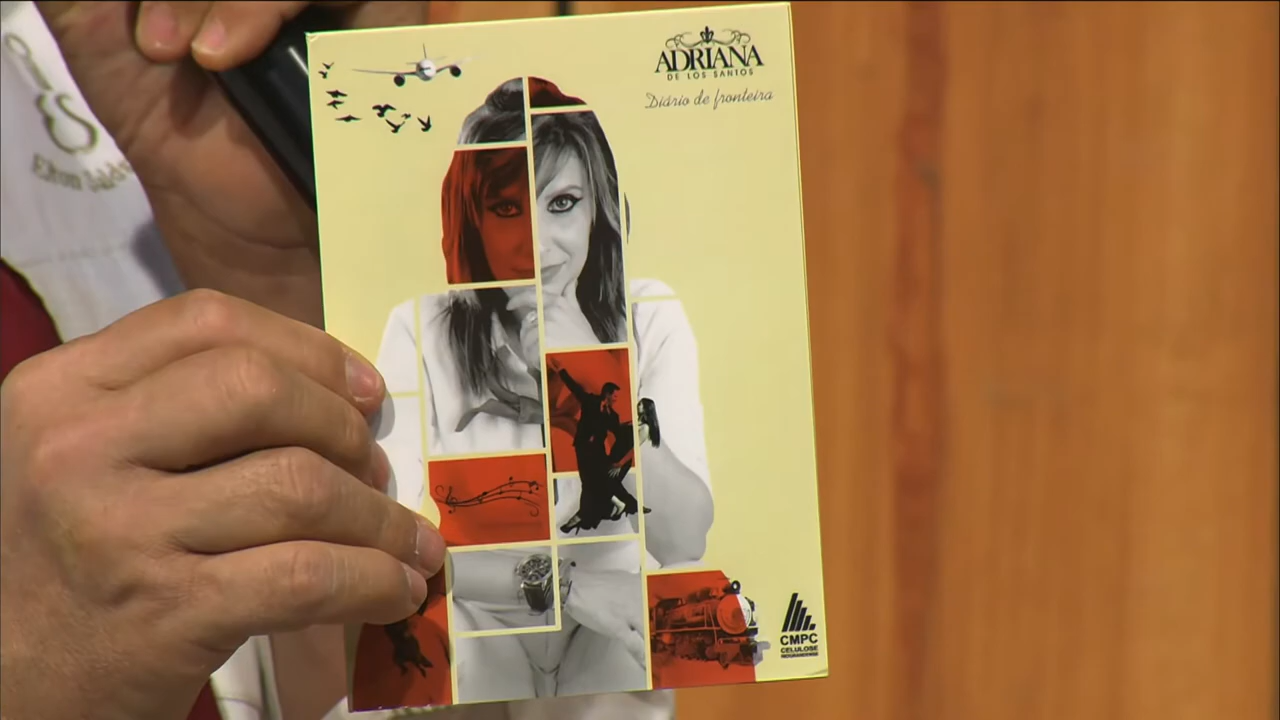 ADRIANA
DE LOS SANTOS
Diário de fronteira
CMPC
CELULOSE